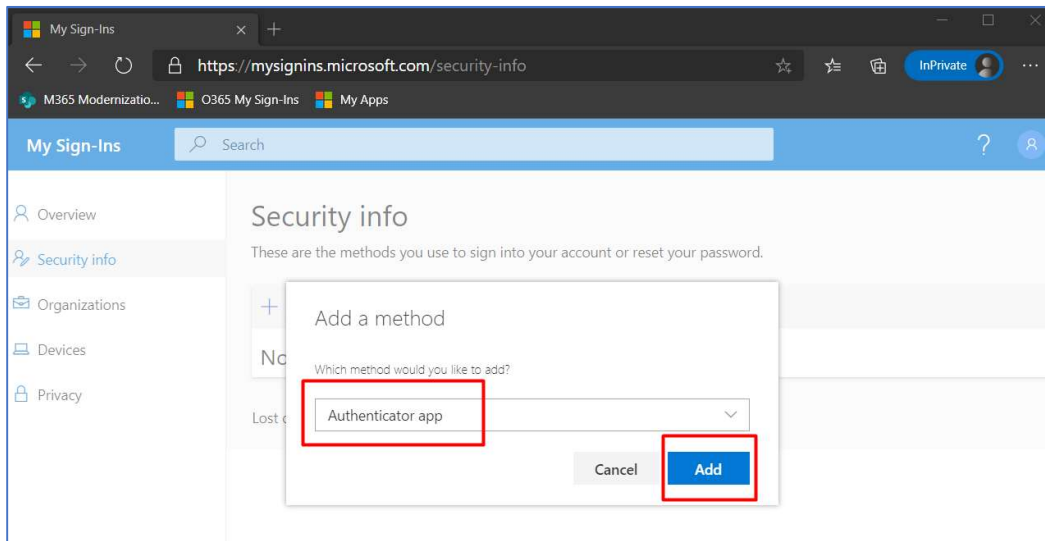 My Sign-Ins
https://mysignins.microsoft.com/security-info
InPrivate
M365 Modernizatio...
O365 My Sign-Ins
My Apps
My Sign-Ins
Search
?
Overview
Security info
Organizations
Devices
Privacy
Security info
These are the methods you use to sign into your account or reset your password.
Add a method
No
Which method would you like to add?
Lost
Authenticator app
Cancel
Add